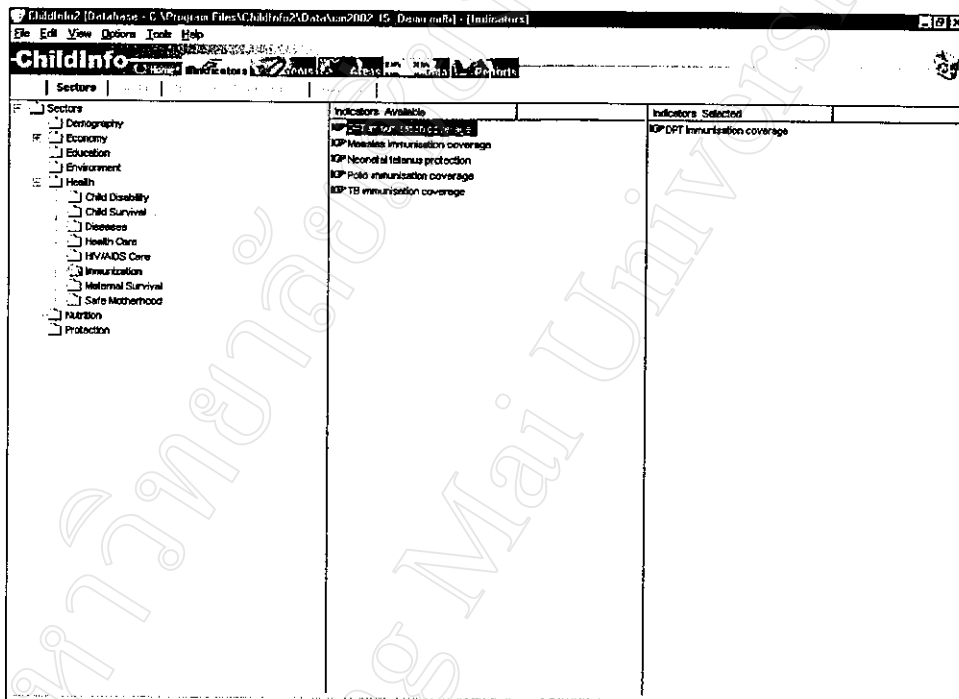 ChildInfo2 [Database - C:\Program Files\ChildInfo2\Data\ - [Indicators]
File Edit View Options Tools Help
ChildInfo Home Indicators Areas Reports
Sectors
Sectors
Demography
Economy
Education
Environment
Health
Child Disability
Child Survival
Diseases
Health Care
HIV/AIDS Care
Immunization
Maternal Survival
Safe Motherhood
Nutrition
Protection
Indicators Available
Measles immunisation coverage
Neonatal tetanus protection
Polio immunisation coverage
TB immunisation coverage
Indicators Selected
DPT Immunisation coverage